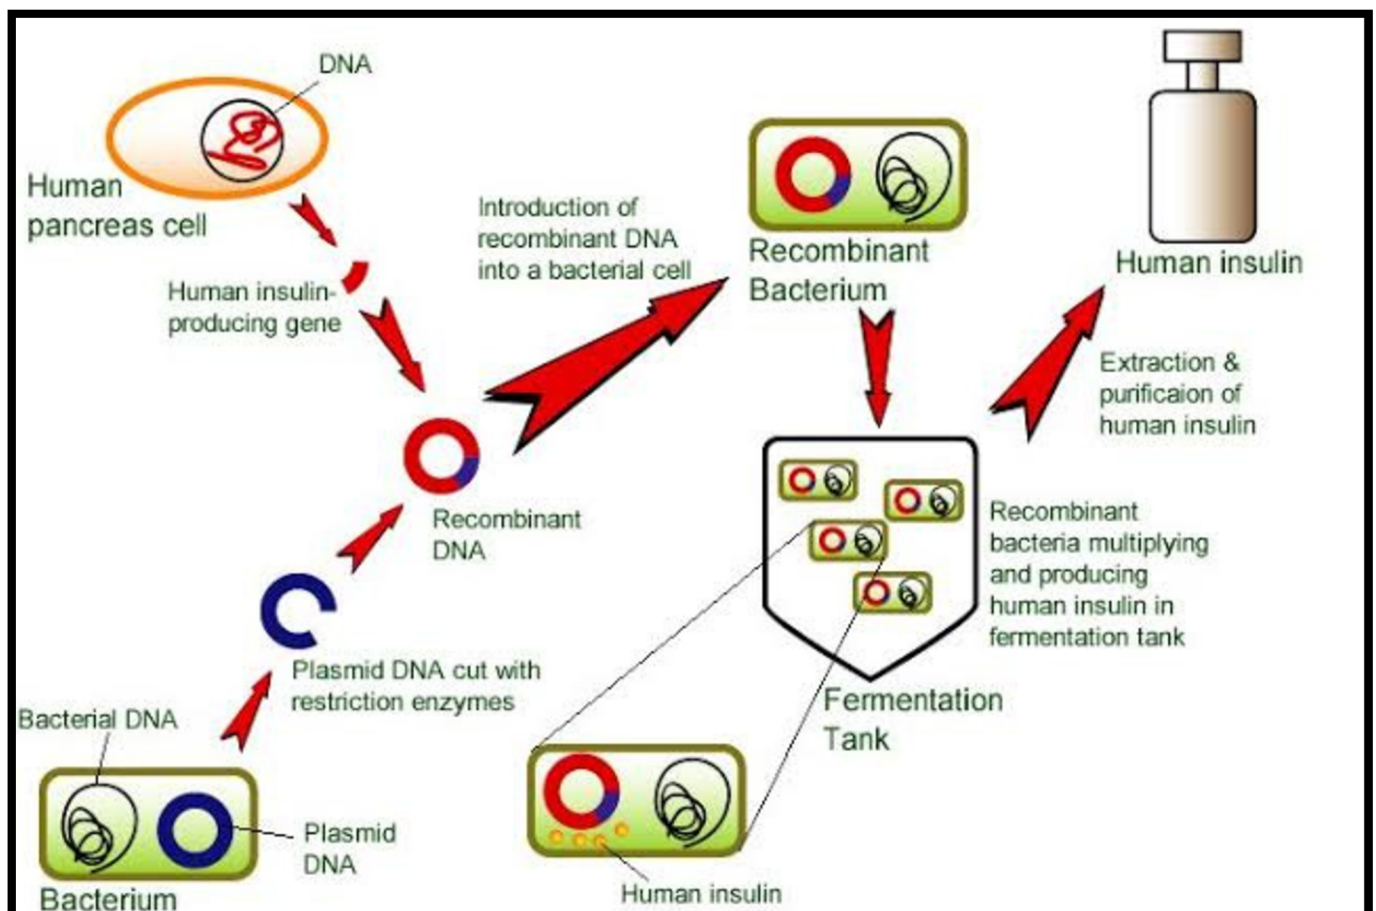 DNA
Human
pancreas cell
Human insulin-
producing gene
Introduction of
recombinant DNA
into a bacterial cell
Recombinant
Bacterium
Human insulin
Extraction &
purificaion of
human insulin
Recombinant
DNA
Recombinant
bacteria multiplying
and producing
human insulin in
fermentation tank
Plasmid DNA cut with
restriction enzymes
Fermentation
Tank
Bacterial DNA
Plasmid
DNA
Bacterium
Human insulin